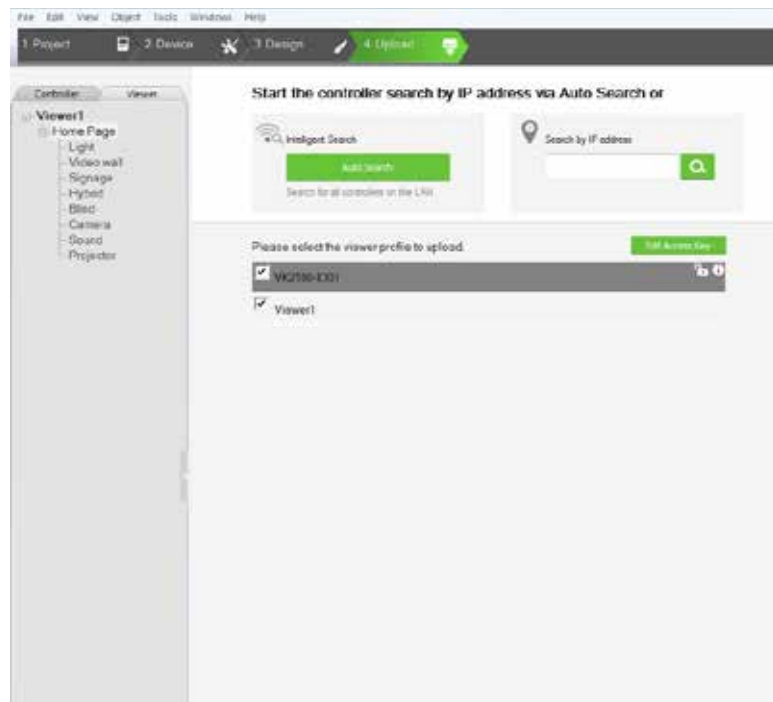 File Edit View Object Tools Windows Help
1 Project 2 Device 3 Design 4 Upload
Controller Viewer
Viewer1
Home Page
Light
Video wall
Signage
Hybrid
Blind
Camera
Sound
Projector
Start the controller search by IP address via Auto Search or
Intelligent Search
Auto Search
Search for all controllers on the LAN
Search by IP address
Please select the viewer profile to upload.
Edit Access Key
Viewer1